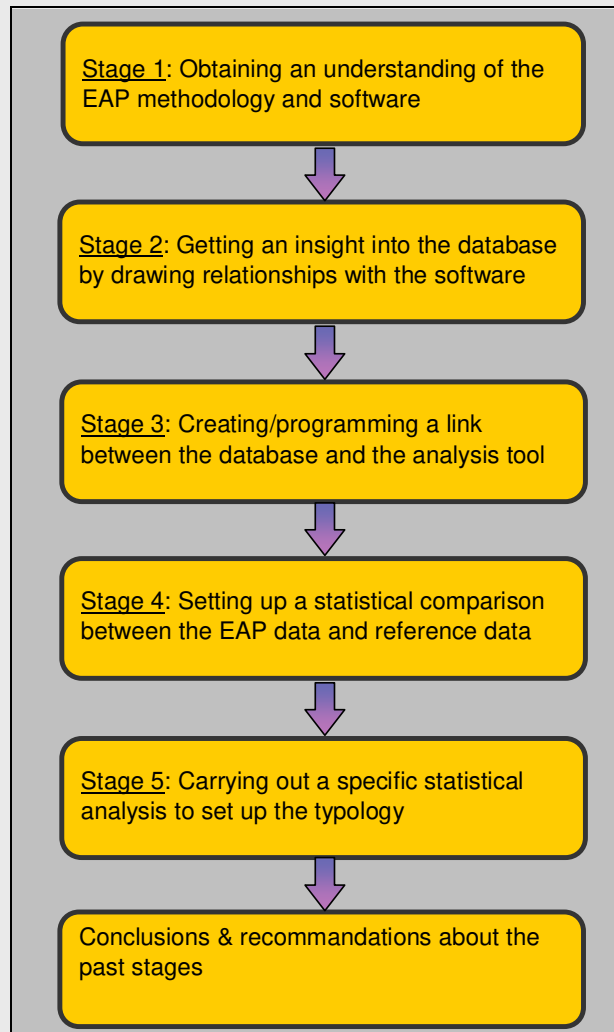 Stage 1: Obtaining an understanding of the
EAP methodology and software
Stage 2: Getting an insight into the database
by drawing relationships with the software
Stage 3: Creating/programming a link
between the database and the analysis tool
Stage 4: Setting up a statistical comparison
between the EAP data and reference data
Stage 5: Carrying out a specific statistical
analysis to set up the typology
Conclusions & recommandations about the
past stages